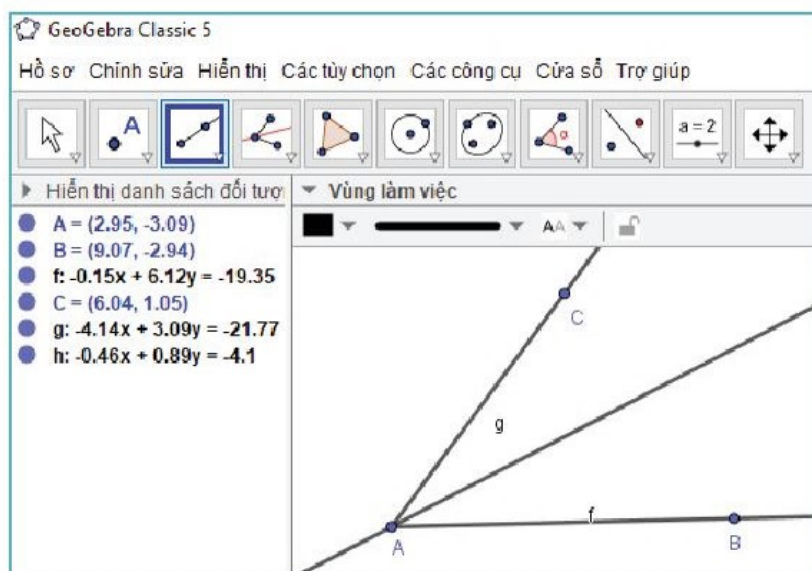 GeoGebra Classic 5
Hồ sơ Chỉnh sửa Hiển thị Các tùy chọn Các công cụ Cửa sổ Trợ giúp
A
α
a = 2
Hiển thị danh sách đối tượ
Vùng làm việc
A = (2.95, -3.09)
B = (9.07, -2.94)
f: -0.15x + 6.12y = -19.35
C = (6.04, 1.05)
g: -4.14x + 3.09y = -21.77
h: -0.46x + 0.89y = -4.1
AA
C
g
f
A
B